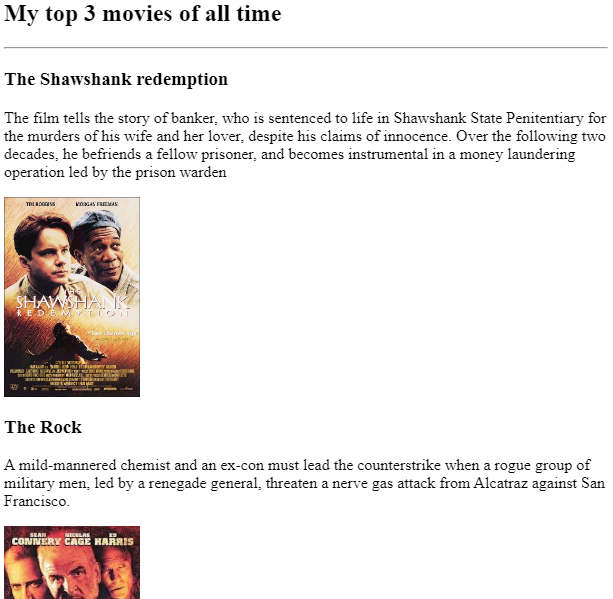 My top 3 movies of all time
The Shawshank redemption
The film tells the story of banker, who is sentenced to life in Shawshank State Penitentiary for
the murders of his wife and her lover, despite his claims of innocence. Over the following two
decades, he befriends a fellow prisoner, and becomes instrumental in a money laundering
operation led by the prison warden
TIM ROBBINS MORGAN FREEMAN
THE
SHAWSHANK
REDEMPTION
The Rock
A mild-mannered chemist and an ex-con must lead the counterstrike when a rogue group of
military men, led by a renegade general, threaten a nerve gas attack from Alcatraz against San
Francisco.
SEAN NICOLAS ED
CONNERY CAGE HARRIS